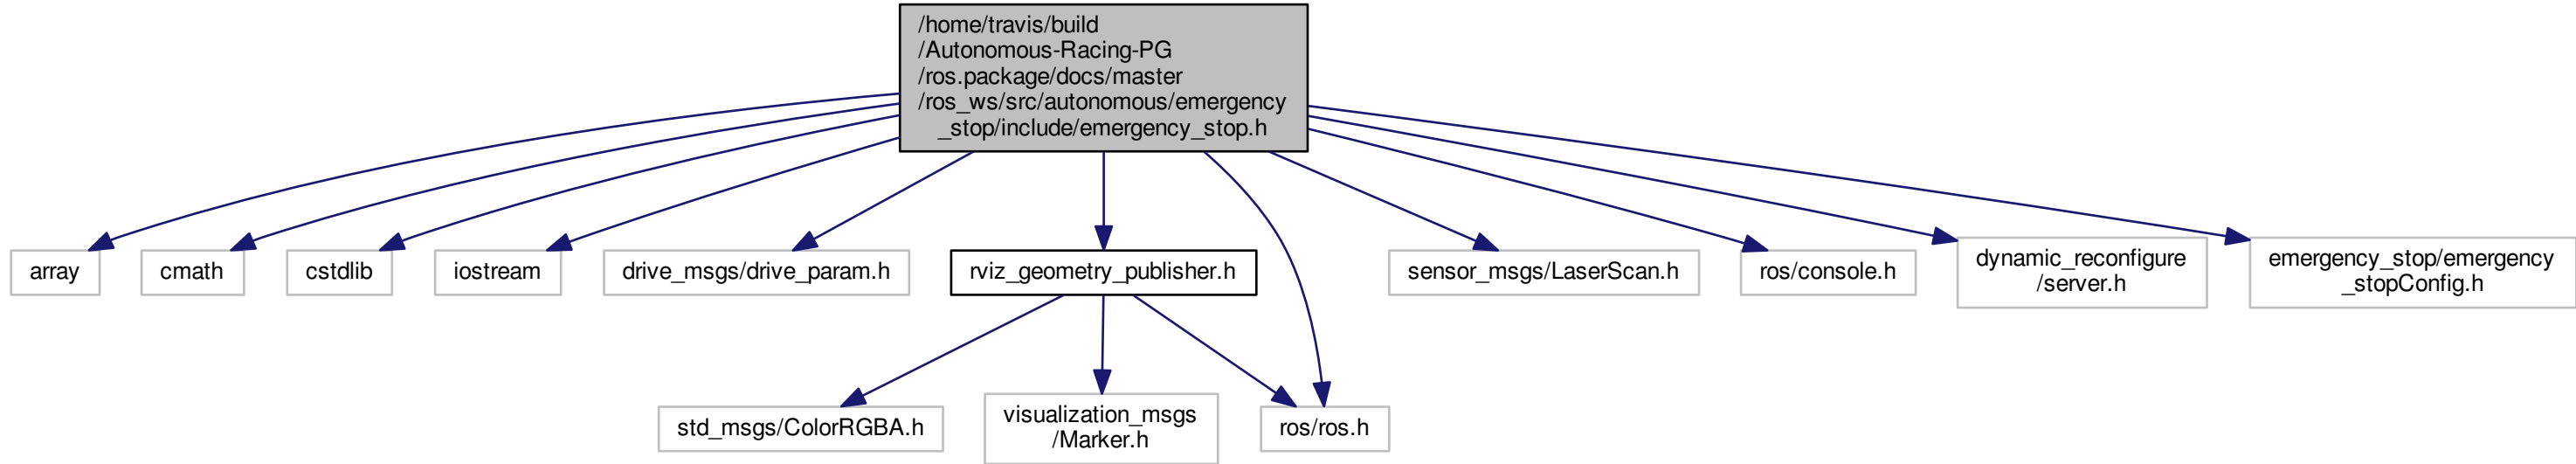 /home/travis/build
/Autonomous-Racing-PG
/ros.package/docs/master
/ros_ws/src/autonomous/emergency
_stop/include/emergency_stop.h
array
cmath
cstdlib
iostream
drive_msgs/drive_param.h
rviz_geometry_publisher.h
sensor_msgs/LaserScan.h
ros/console.h
dynamic_reconfigure
/server.h
emergency_stop/emergency
_stopConfig.h
std_msgs/ColorRGBA.h
visualization_msgs
/Marker.h
ros/ros.h